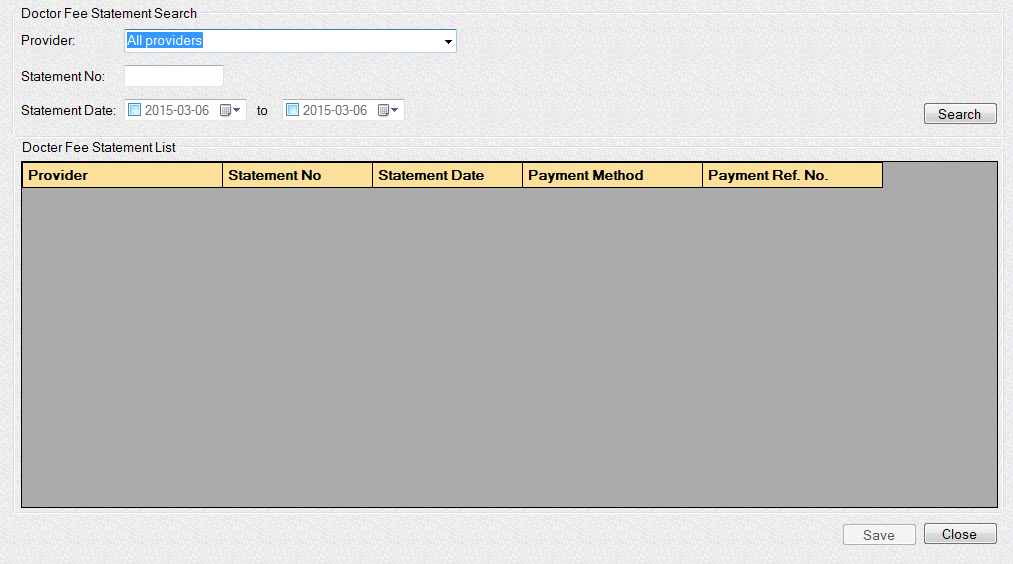 Doctor Fee Statement Search
Provider: All providers
Statement No:
Statement Date: 2015-03-06 to 2015-03-06
Search
Docter Fee Statement List
Provider Statement No Statement Date Payment Method Payment Ref. No.
Save Close